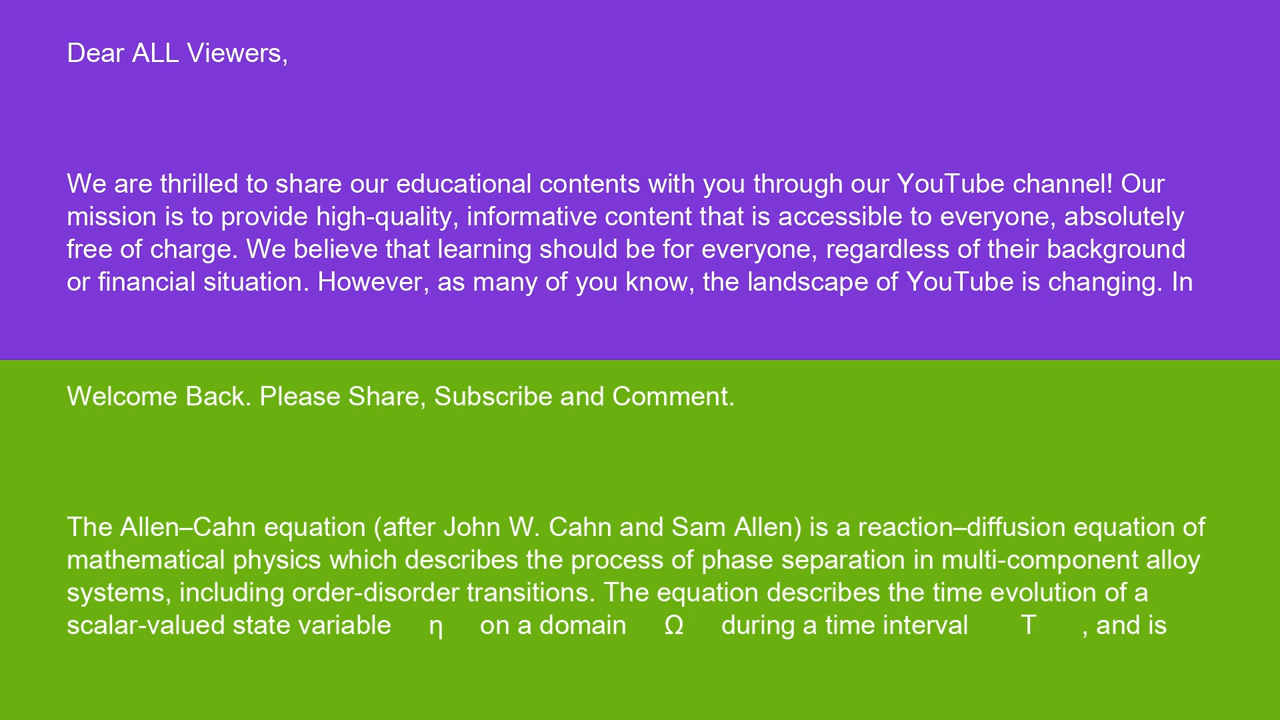 Dear ALL Viewers,
We are thrilled to share our educational contents with you through our YouTube channel! Our
mission is to provide high-quality, informative content that is accessible to everyone, absolutely
free of charge. We believe that learning should be for everyone, regardless of their background
or financial situation. However, as many of you know, the landscape of YouTube is changing. In
Welcome Back. Please Share, Subscribe and Comment.
The Allen–Cahn equation (after John W. Cahn and Sam Allen) is a reaction–diffusion equation of
mathematical physics which describes the process of phase separation in multi-component alloy
systems, including order-disorder transitions. The equation describes the time evolution of a
scalar-valued state variable η on a domain Ω during a time interval T , and is